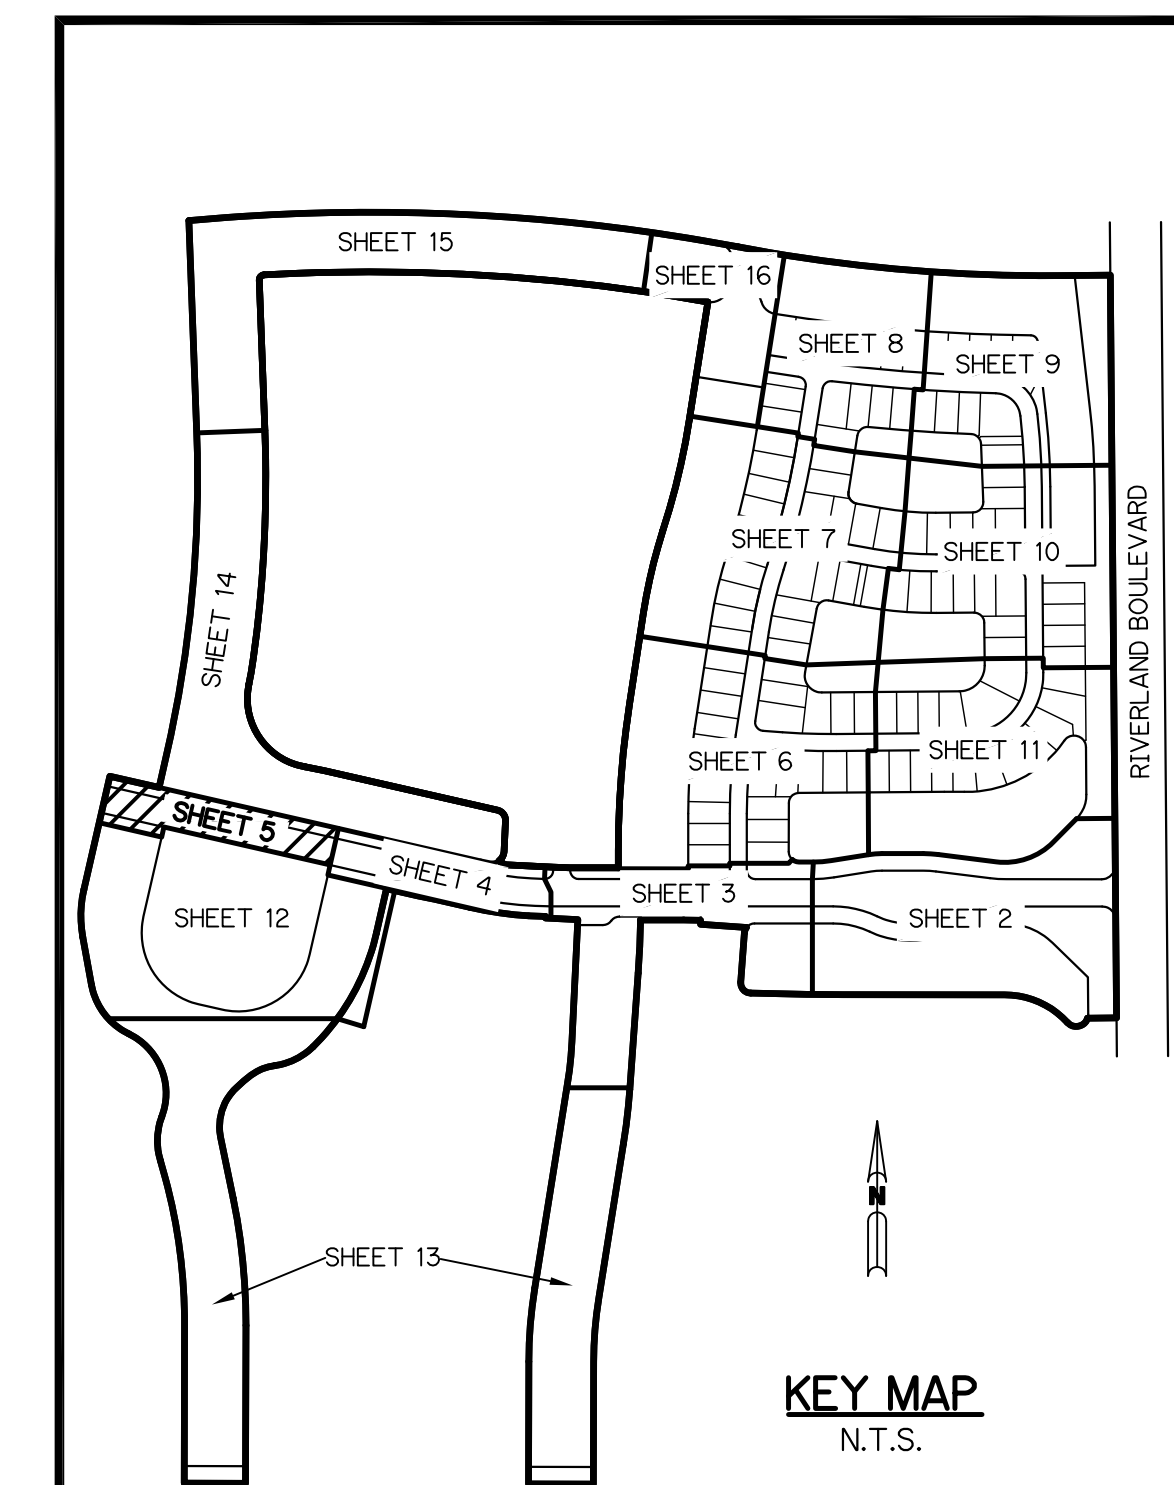 SHEET 15
SHEET 16
SHEET 8
SHEET 9
SHEET 7
SHEET 10
RIVERLAND BOULEVARD
SHEET 14
SHEET 6
SHEET 11
SHEET 5
SHEET 4
SHEET 3
SHEET 12
SHEET 2
N
SHEET 13
KEY MAP
N.T.S.